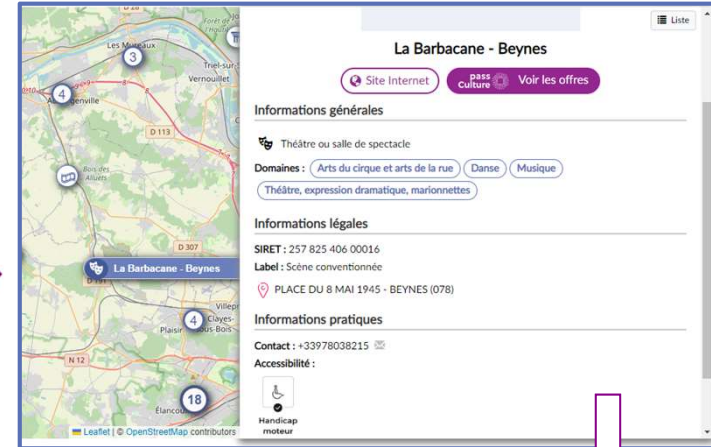 Liste
La Barbacane - Beynes
Site Internet
pass Culture Voir les offres
Informations générales
Théâtre ou salle de spectacle
Domaines : Arts du cirque et arts de la rue Danse Musique
Théâtre, expression dramatique, marionnettes
Informations légales
SIRET : 257 825 406 00016
Label : Scène conventionnée
PLACE DU 8 MAI 1945 - BEYNES (078)
Informations pratiques
Contact : +33978038215
Accessibilité :
Handicap
moteur
Les Mureaux
3
Triel-sur-
Vernouillet
4
D 113
Bois des
Alluets
D 307
La Barbacane - Beynes
D 191
4
Clayes-
Plaisir
ous-Bois
N 12
18
Élancou
Leaflet | © OpenStreetMap contributors